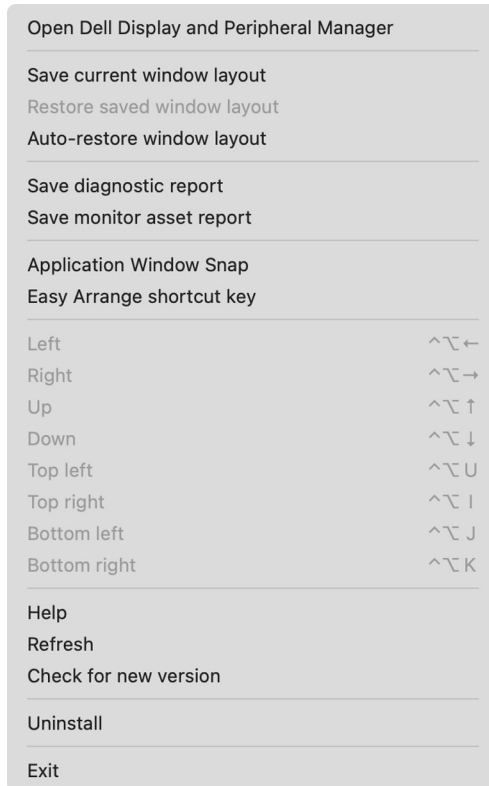 Open Dell Display and Peripheral Manager
Save current window layout
Restore saved window layout
Auto-restore window layout
Save diagnostic report
Save monitor asset report
Application Window Snap
Easy Arrange shortcut key
Left ^⌥←
Right ^⌥→
Up ^⌥↑
Down ^⌥↓
Top left ^⌥U
Top right ^⌥I
Bottom left ^⌥J
Bottom right ^⌥K
Help
Refresh
Check for new version
Uninstall
Exit